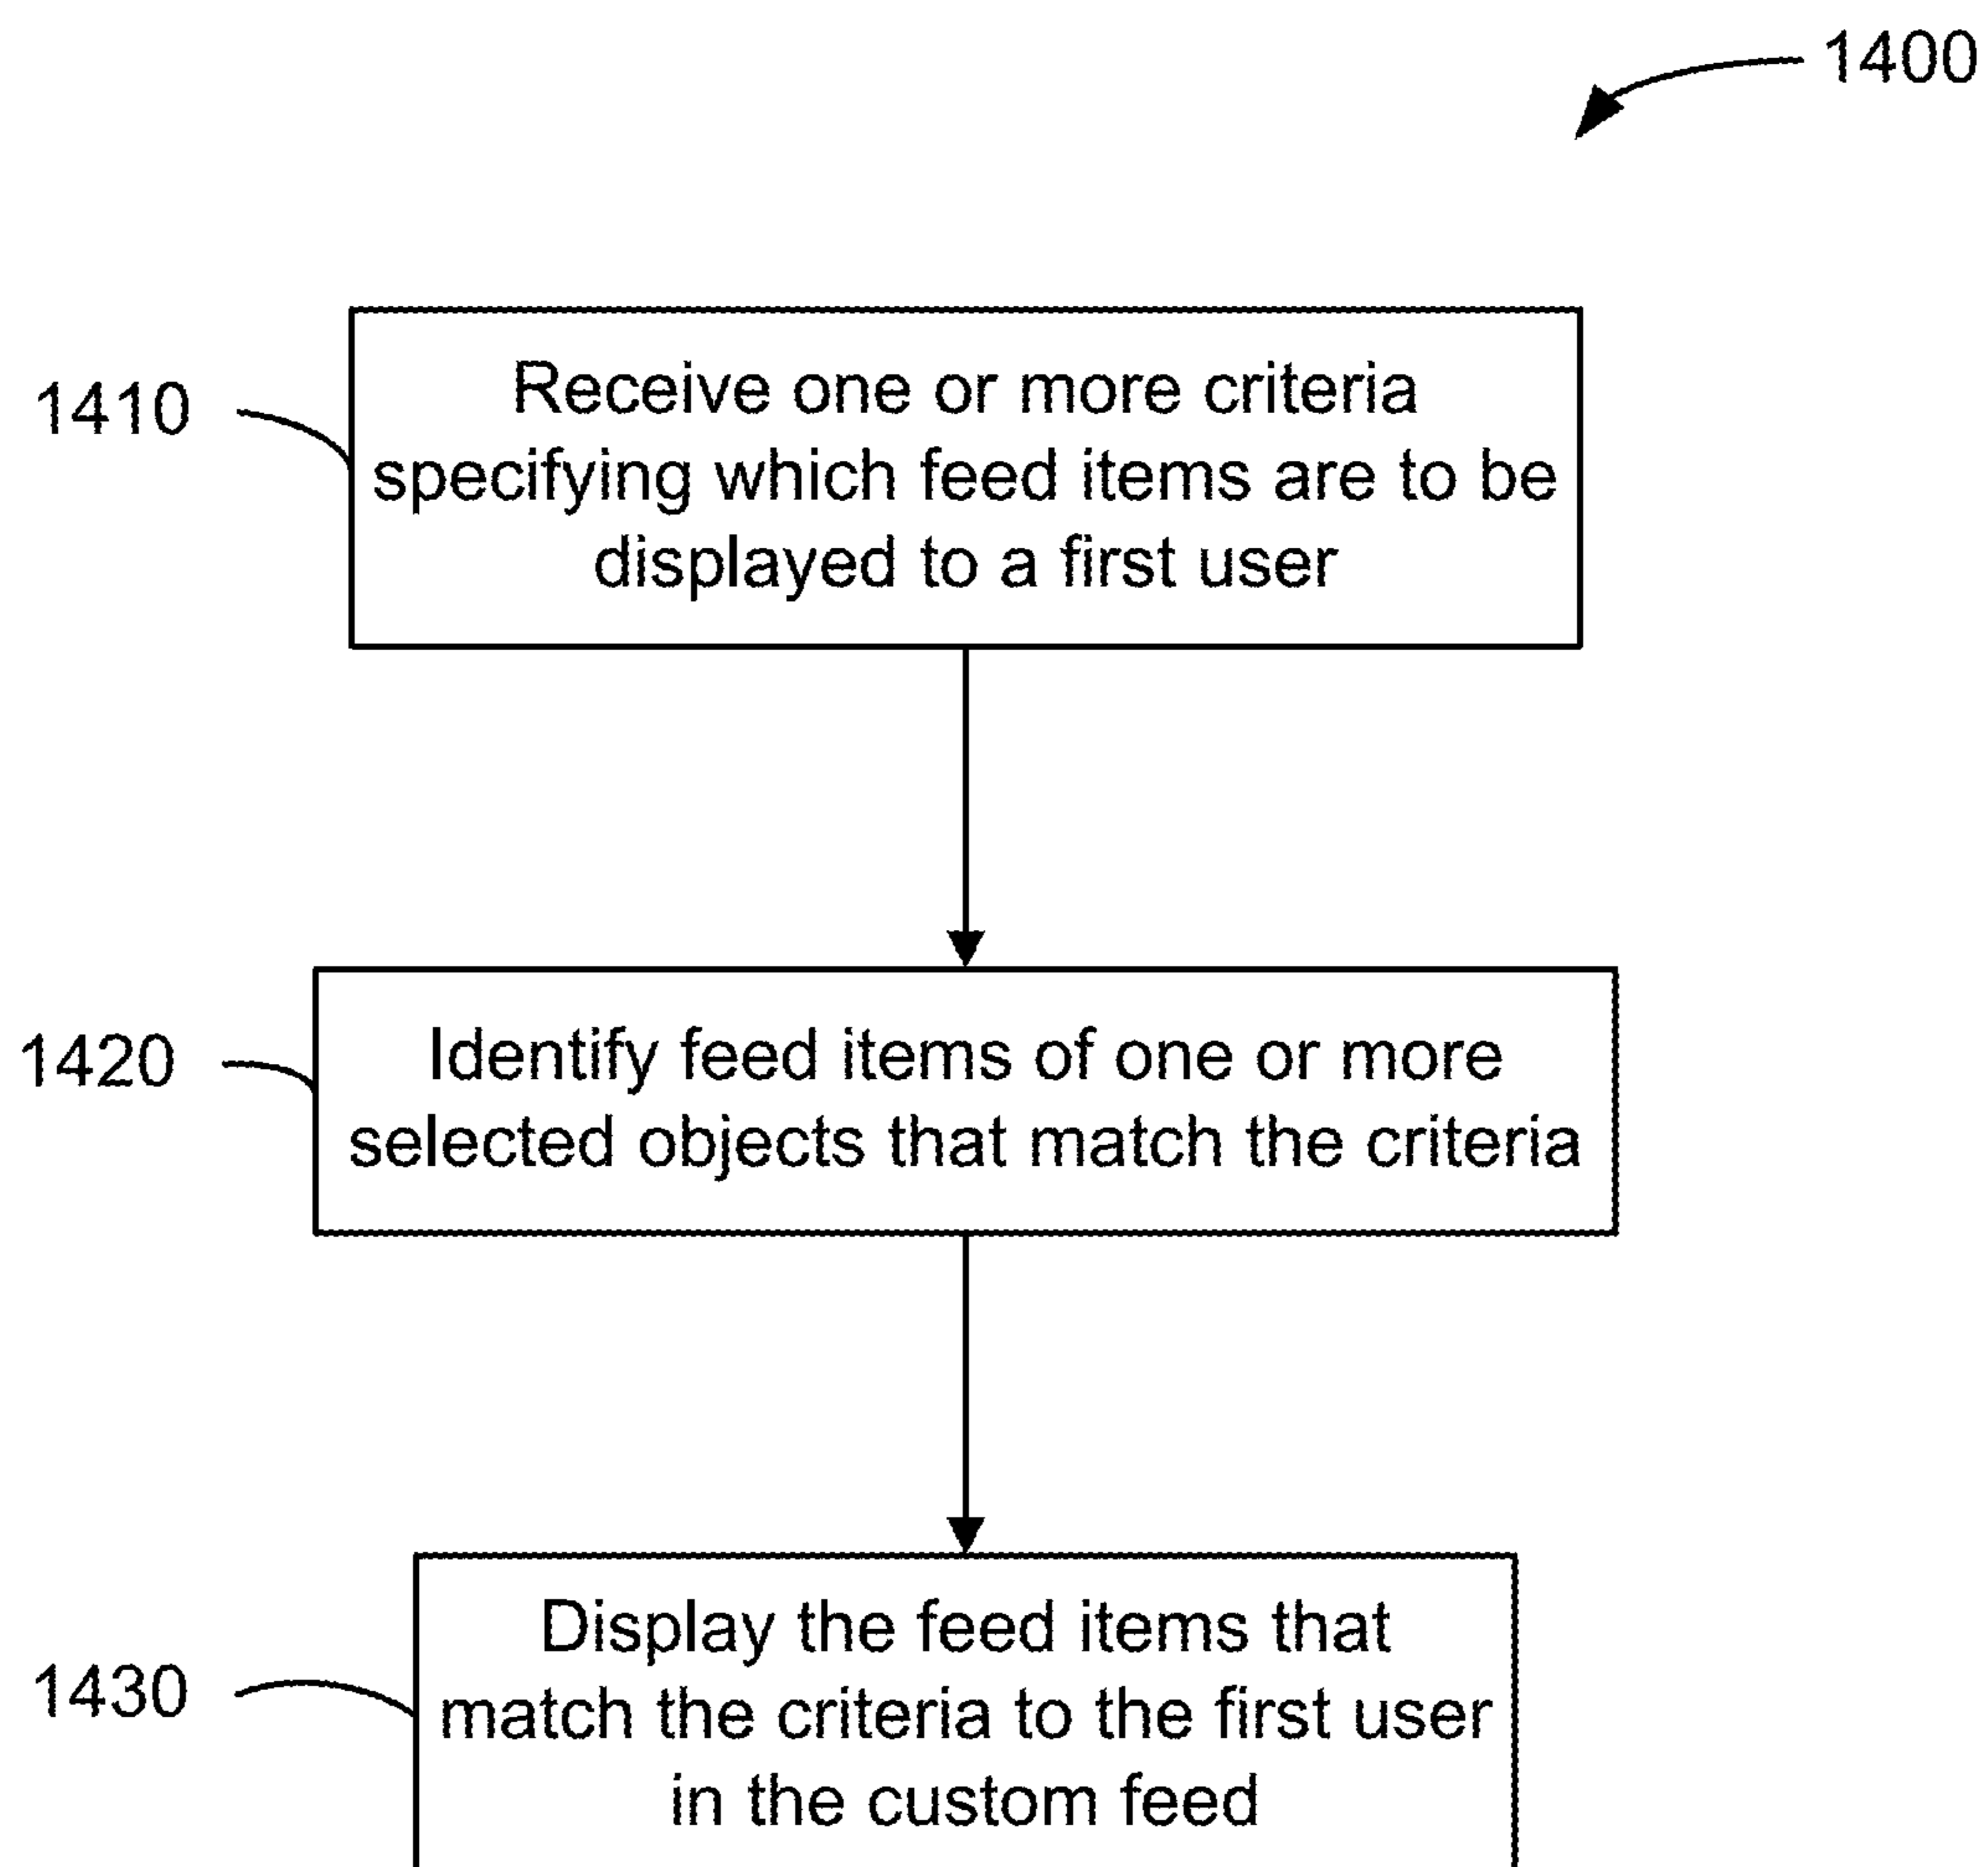 1400
1410
Receive one or more criteria
specifying which feed items are to be
displayed to a first user
1420
Identify feed items of one or more
selected objects that match the criteria
1430
Display the feed items that
match the criteria to the first user
in the custom feed